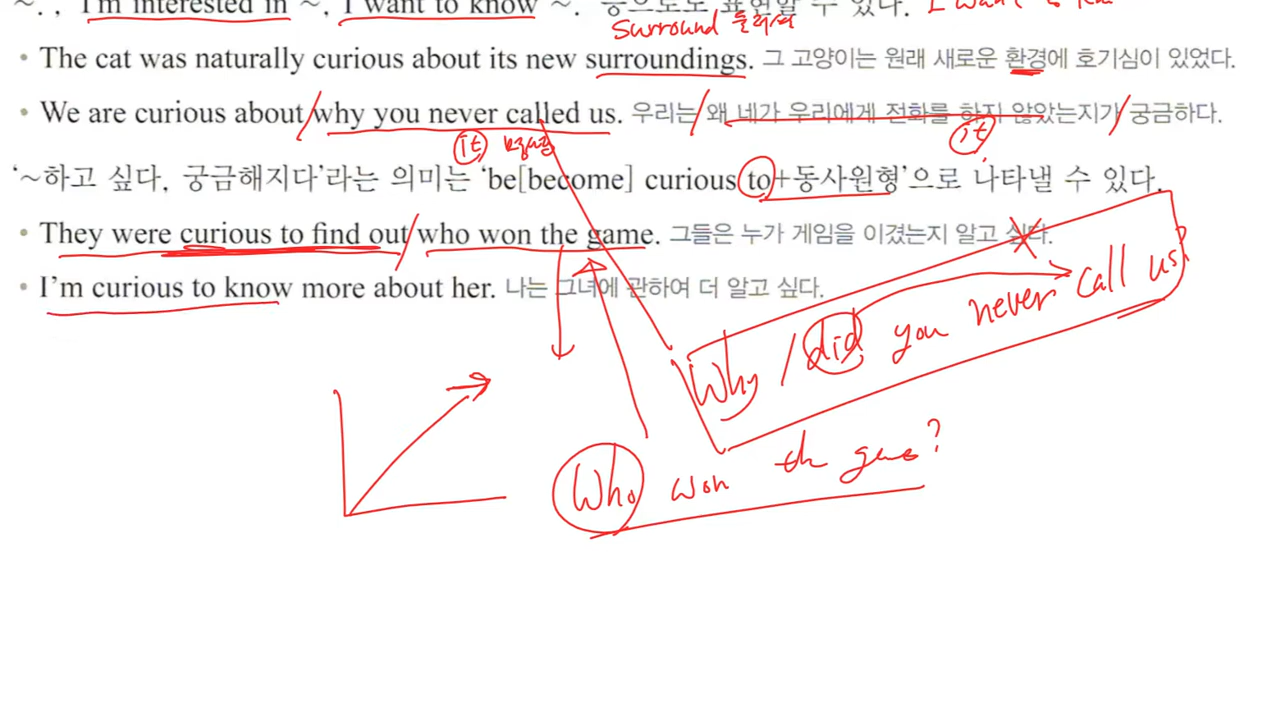 ~. , I'm interested in ~, I want to know ~. 등으로도 표현할 수 있다. I want to
Surround 둘러싸
• The cat was naturally curious about its new surroundings. 그 고양이는 원래 새로운 환경에 호기심이 있었다.
• We are curious about/why you never called us. 우리는/왜 네가 우리에게 전화를 하지 않았는지가/궁금하다.
it it
'~하고 싶다, 궁금해지다'라는 의미는 'be[become] curious to+동사원형'으로 나타낼 수 있다.
• They were curious to find out/who won the game. 그들은 누가 게임을 이겼는지 알고 싶다.
• I'm curious to know more about her. 나는 그녀에 관하여 더 알고 싶다.
Why / did you never call us?
Who won the game?